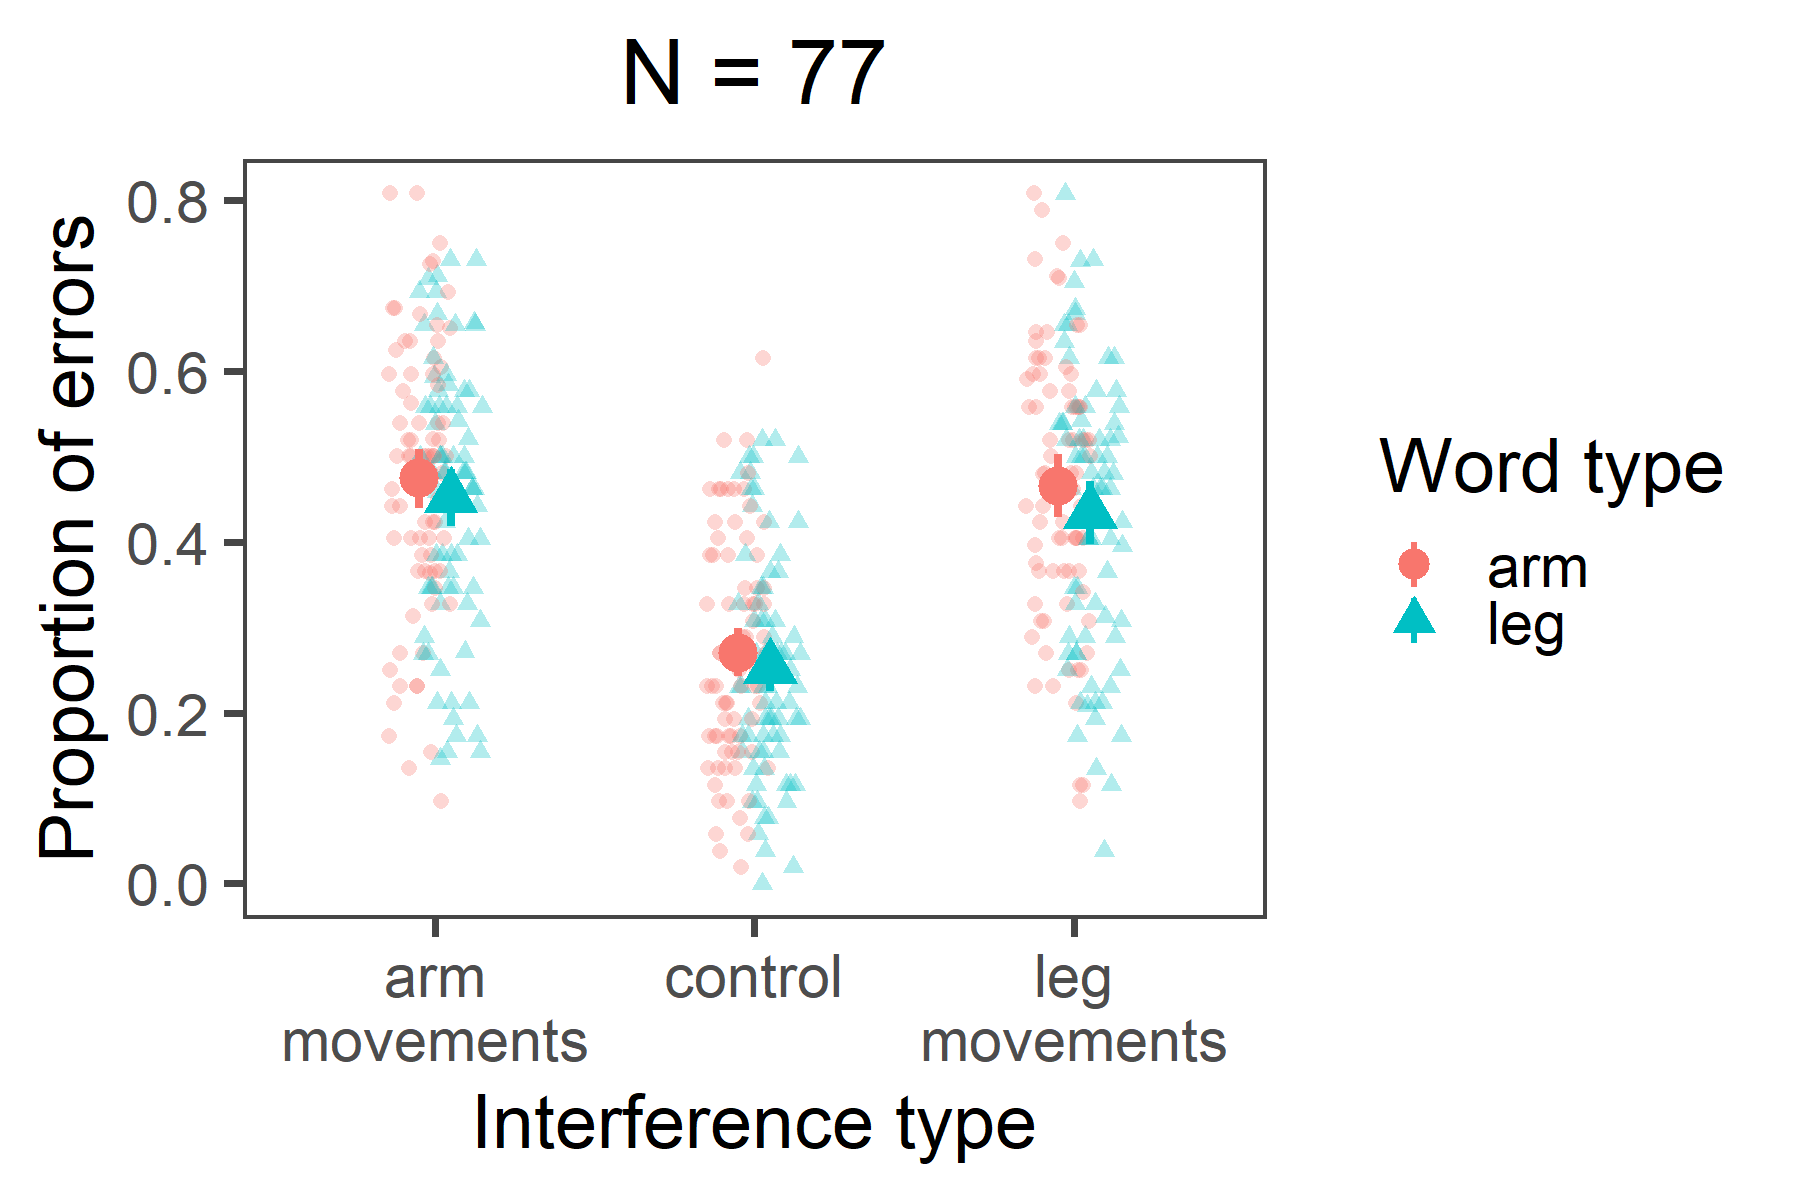 N = 77
Proportion of errors
0.8
0.6
0.4
0.2
0.0
arm
movements
control
leg
movements
Interference type
Word type
arm
leg